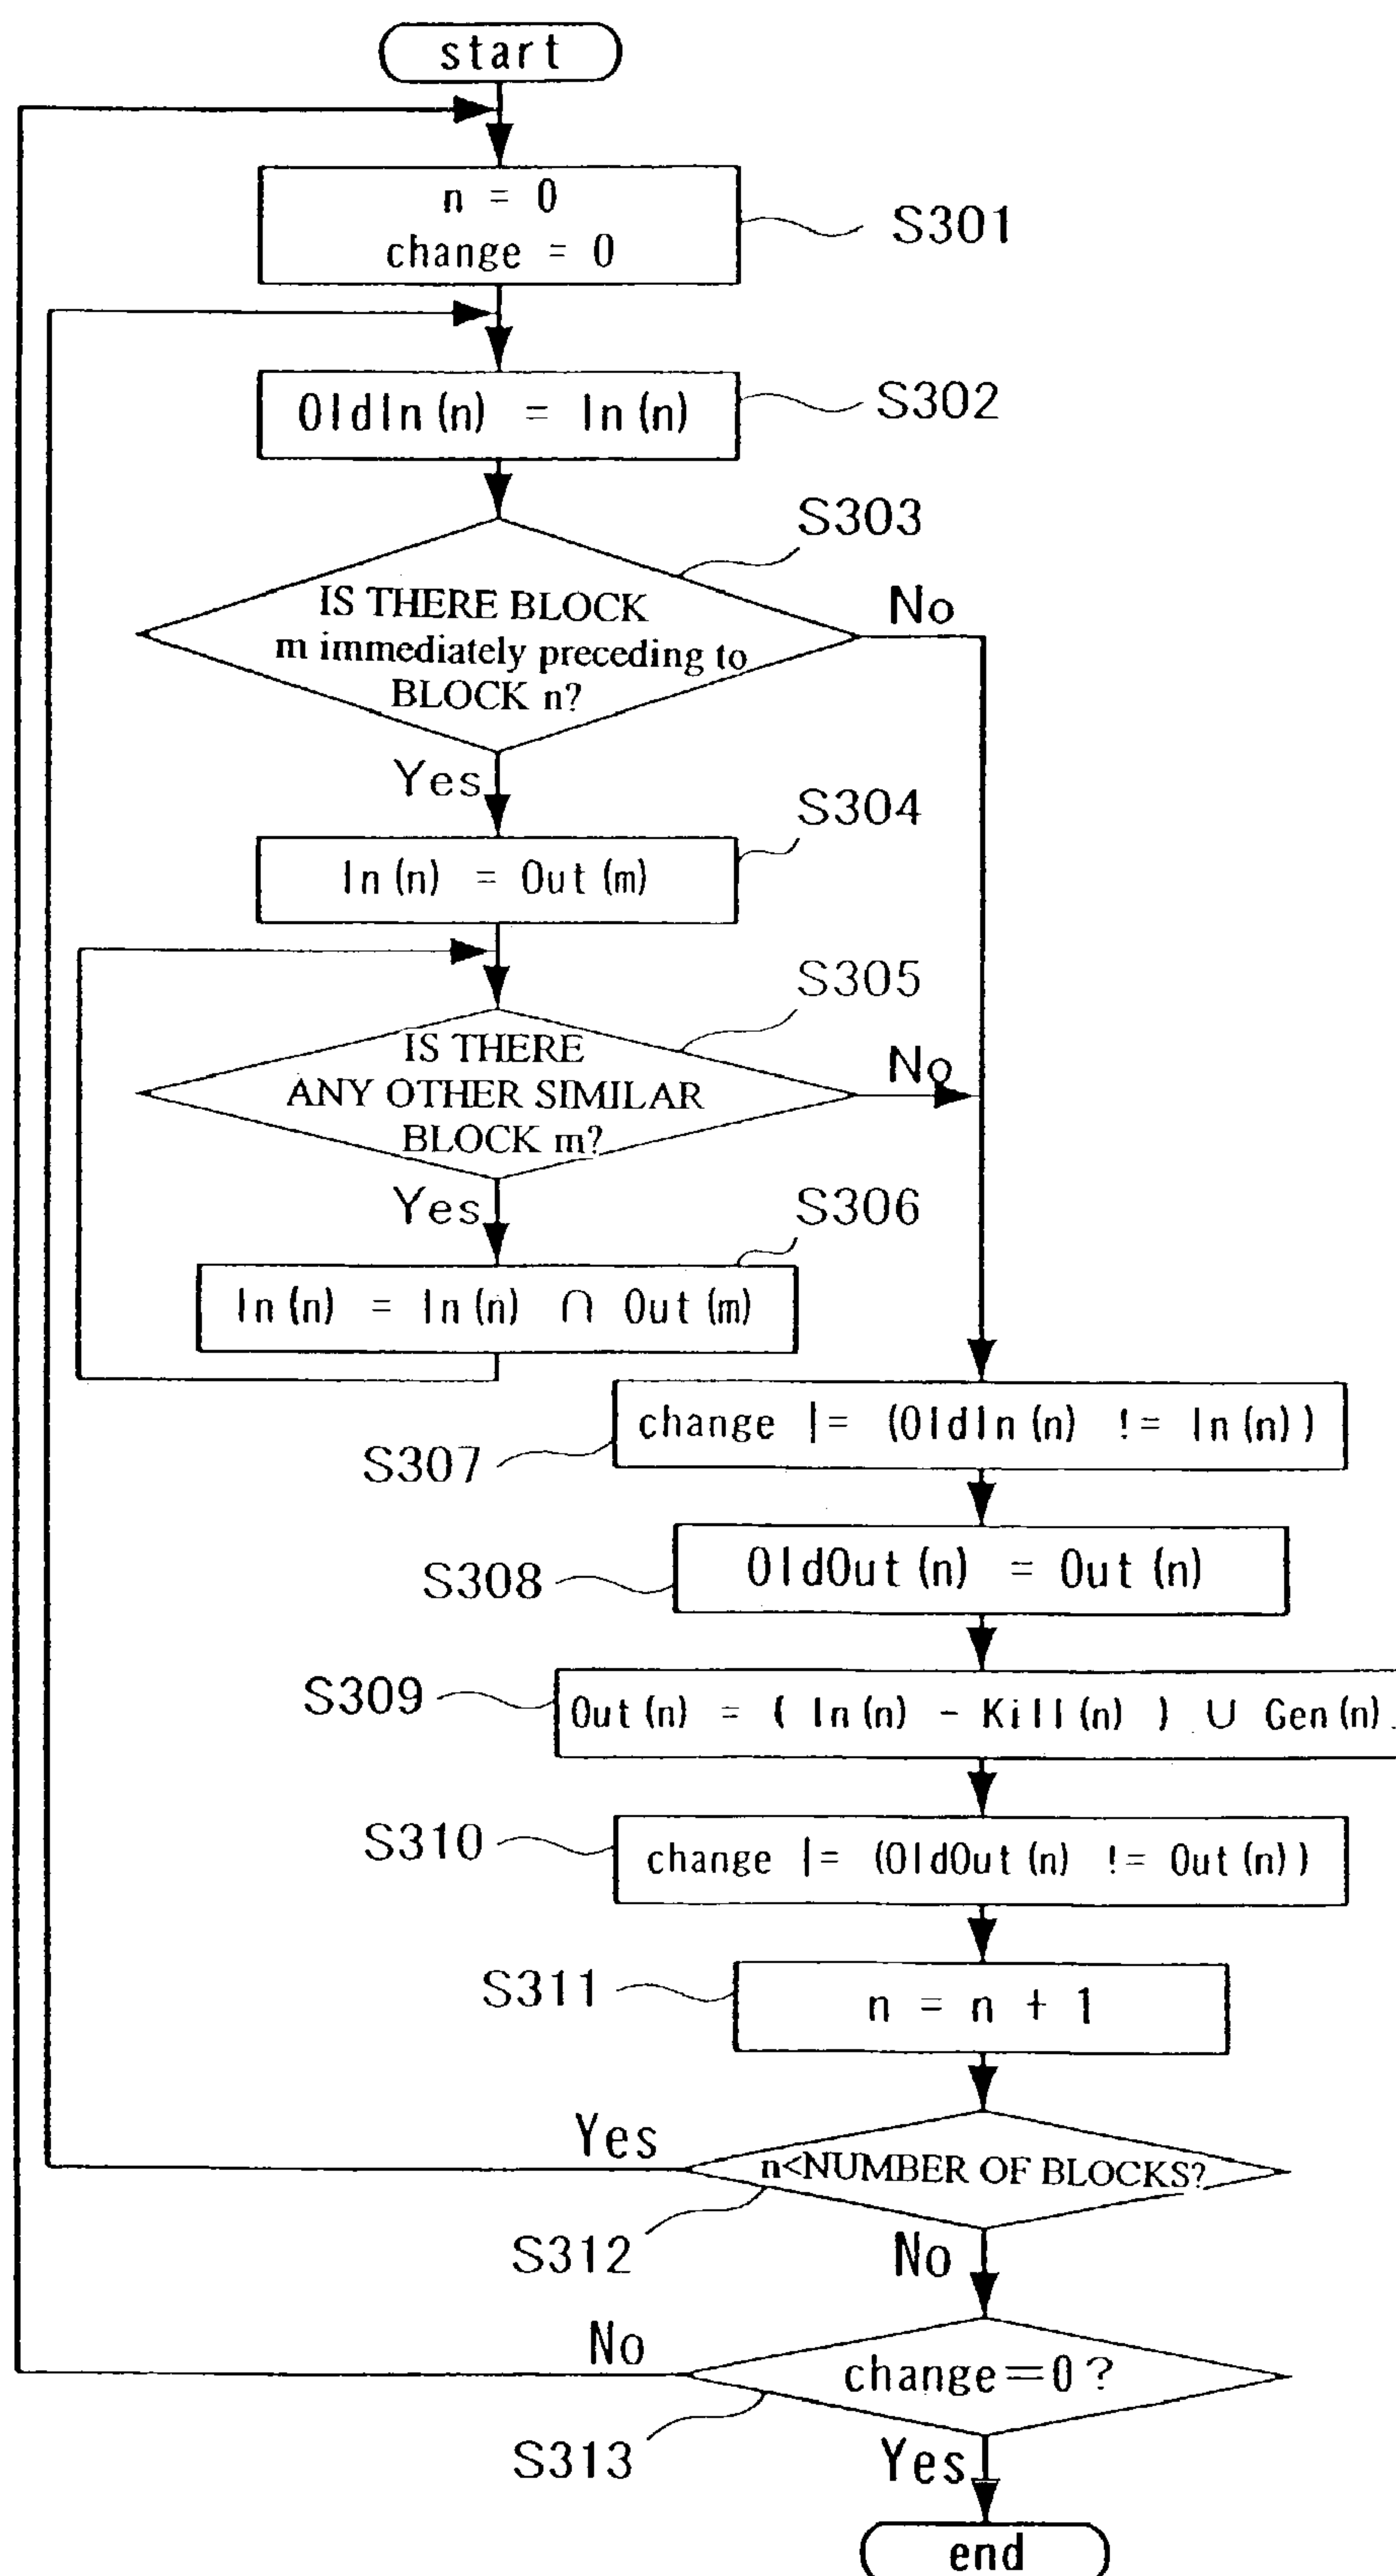 start
n = 0
change = 0
S301
OldIn(n) = In(n)
S302
S303
IS THERE BLOCK
m immediately preceding to
BLOCK n?
No
Yes
S304
In(n) = Out(m)
S305
IS THERE
ANY OTHER SIMILAR
BLOCK m?
No
Yes
S306
In(n) = In(n) ∩ Out(m)
change |= (OldIn(n) != In(n))
S307
OldOut(n) = Out(n)
S308
S309
Out(n) = ( In(n) - Kill(n) ) ∪ Gen(n)
S310
change |= (OldOut(n) != Out(n))
S311
n = n + 1
Yes
n<NUMBER OF BLOCKS?
S312
No
No
change=0?
S313
Yes
end